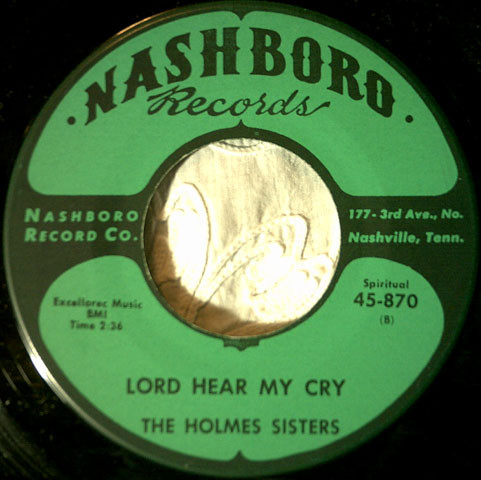 NASHBORO
Records
NASHBORO
RECORD CO.
177 - 3rd Ave., No.
Nashville, Tenn.
Excellorec Music
BMI
Time 2:36
Spiritual
45-870
(B)
LORD HEAR MY CRY
THE HOLMES SISTERS